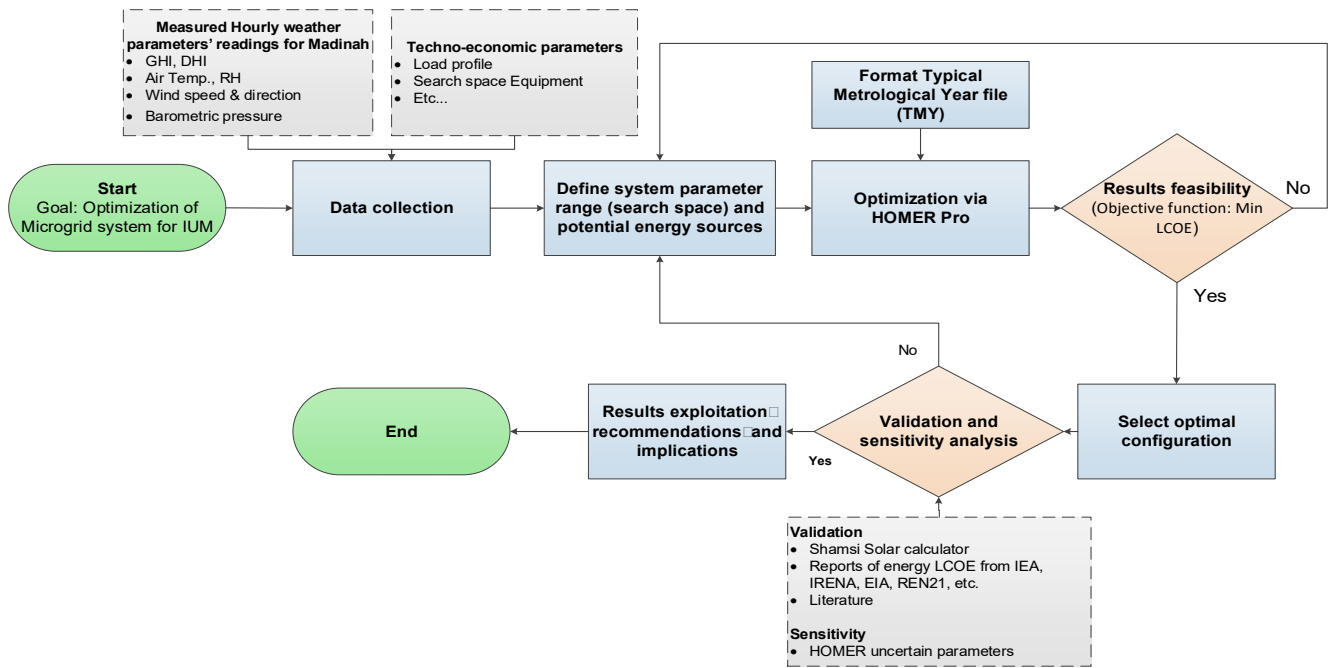 Measured Hourly weather
parameters' readings for Madinah
• GHI, DHI
• Air Temp., RH
• Wind speed & direction
• Barometric pressure
Techno-economic parameters
• Load profile
• Search space Equipment
• Etc...
Format Typical
Metrological Year file
(TMY)
Start
Goal: Optimization of
Microgrid system for IUM
Data collection
Define system parameter
range (search space) and
potential energy sources
Optimization via
HOMER Pro
Results feasibility
(Objective function: Min
LCOE)
No
Yes
Select optimal
configuration
Validation and
sensitivity analysis
No
Yes
Results exploitation□
recommendations□and
implications
End
Validation
• Shamsi Solar calculator
• Reports of energy LCOE from IEA,
IRENA, EIA, REN21, etc.
• Literature
Sensitivity
• HOMER uncertain parameters